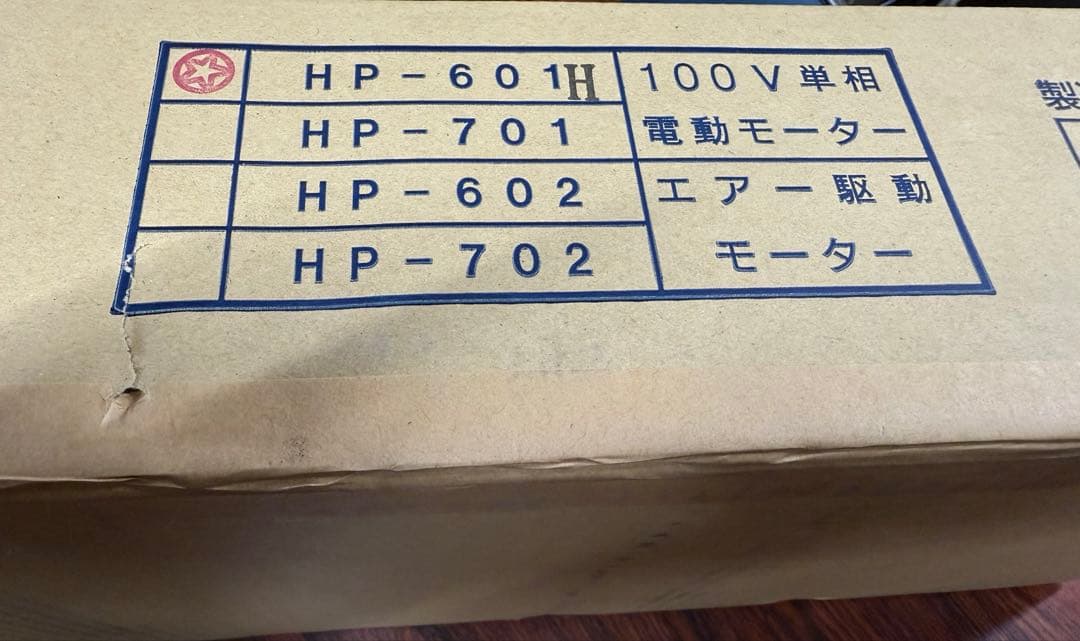 HP-601H 100V単相
HP-701 電動モーター
HP-602 エアー駆動
HP-702 モーター
製